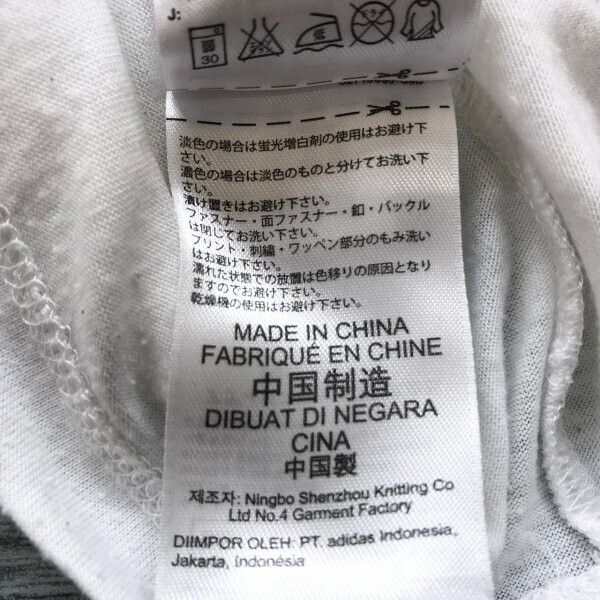 J:
30
淡色の場合は蛍光増白剤の使用はお避け下
さい。
濃色の場合は淡色のものと分けてお洗い下
さい。
漬け置きはお避け下さい。
ファスナー・面ファスナー・釦・バックル
は閉じてお洗い下さい。
プリント・刺繍・ワッペン部分のもみ洗い
はお避け下さい。
濡れた状態での放置は色移りの原因となり
ますのでお避け下さい。
乾燥機の使用はお避け下さい。
MADE IN CHINA
FABRIQUÉ EN CHINE
中国制造
DIBUAT DI NEGARA
CINA
中国製
제조자: Ningbo Shenzhou Knitting Co
Ltd No.4 Garment Factory
DIIMPOR OLEH: PT. adidas Indonesia,
Jakarta, Indonésia